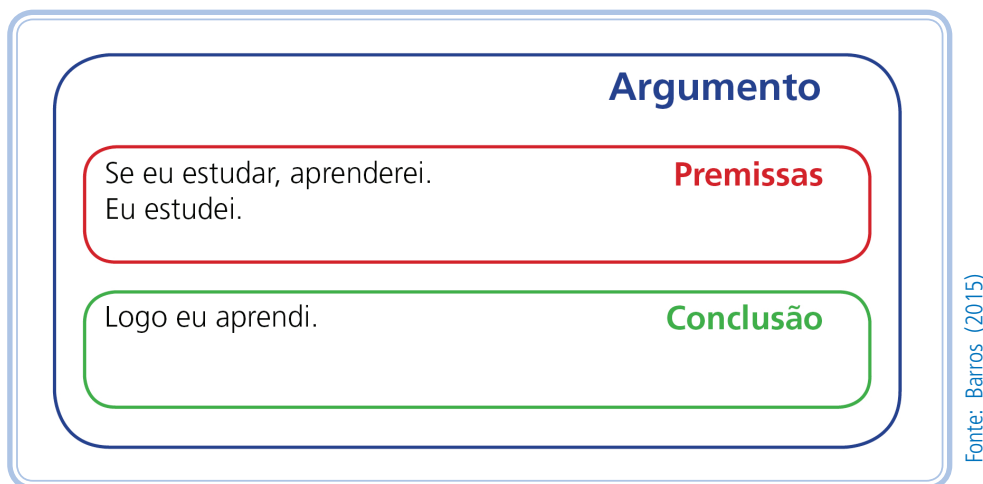 Argumento
Se eu estudar, aprenderei.
Premissas
Eu estudei.
Logo eu aprendi.
Conclusão
Fonte: Barros (2015)